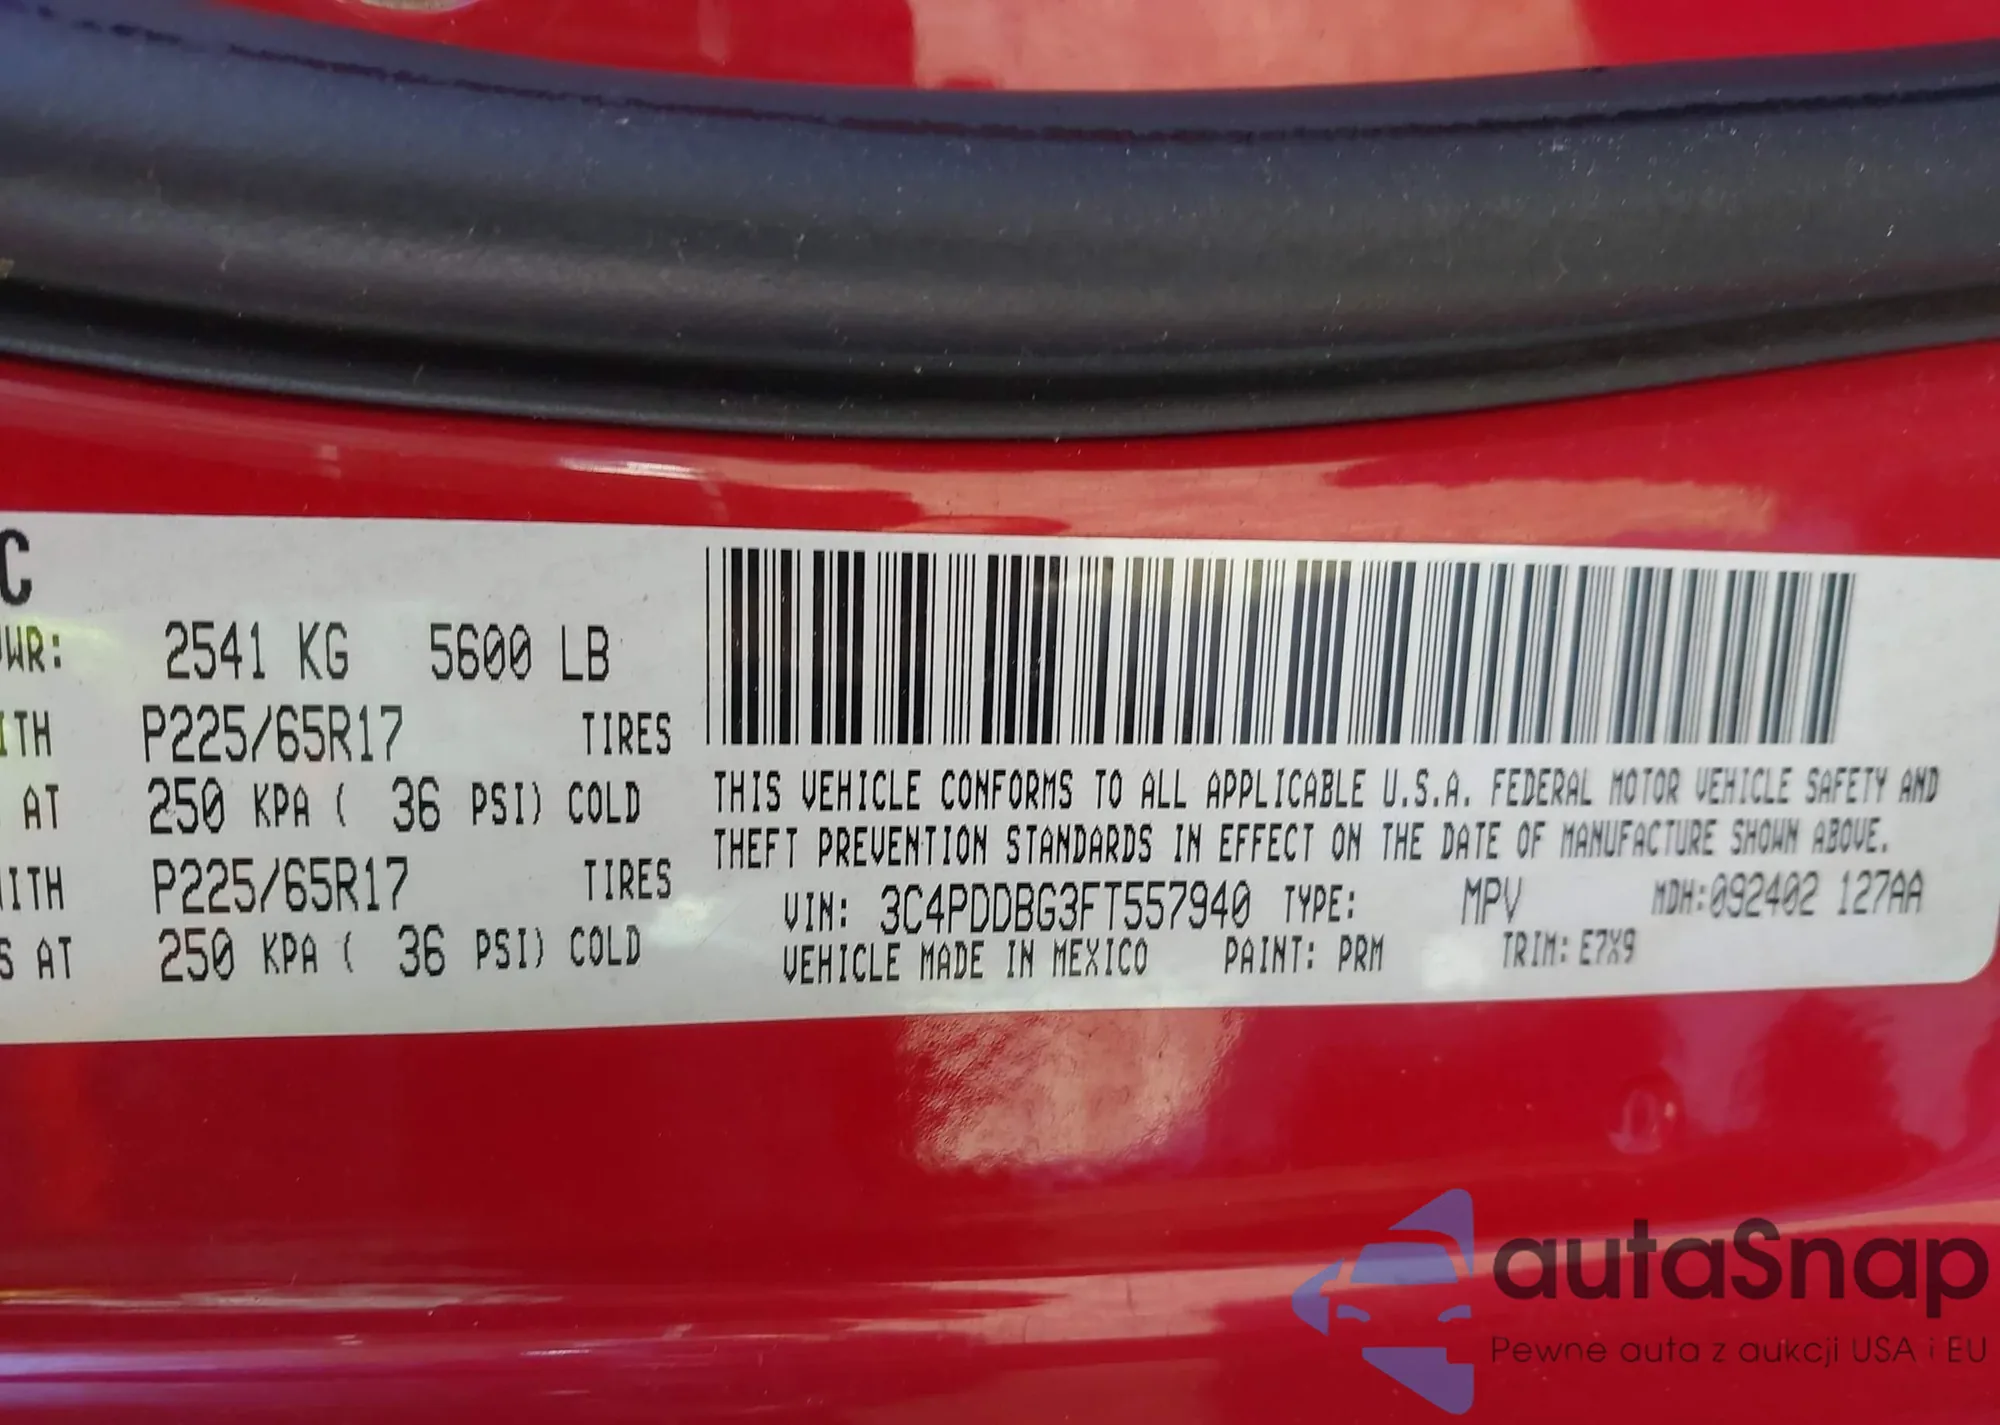 C
WR: 2541 KG 5600 LB
ITH P225/65R17 TIRES
AT 250 KPA ( 36 PSI) COLD
ITH P225/65R17 TIRES
S AT 250 KPA ( 36 PSI) COLD
THIS VEHICLE CONFORMS TO ALL APPLICABLE U.S.A. FEDERAL MOTOR VEHICLE SAFETY AND
THEFT PREVENTION STANDARDS IN EFFECT ON THE DATE OF MANUFACTURE SHOWN ABOVE.
VIN: 3C4PDDBG3FT557940 TYPE: MPV MDH:092402 127AA
VEHICLE MADE IN MEXICO PAINT: PRM TRIM: E7X9
autaSnap
Pewne auta z aukcji USA i EU